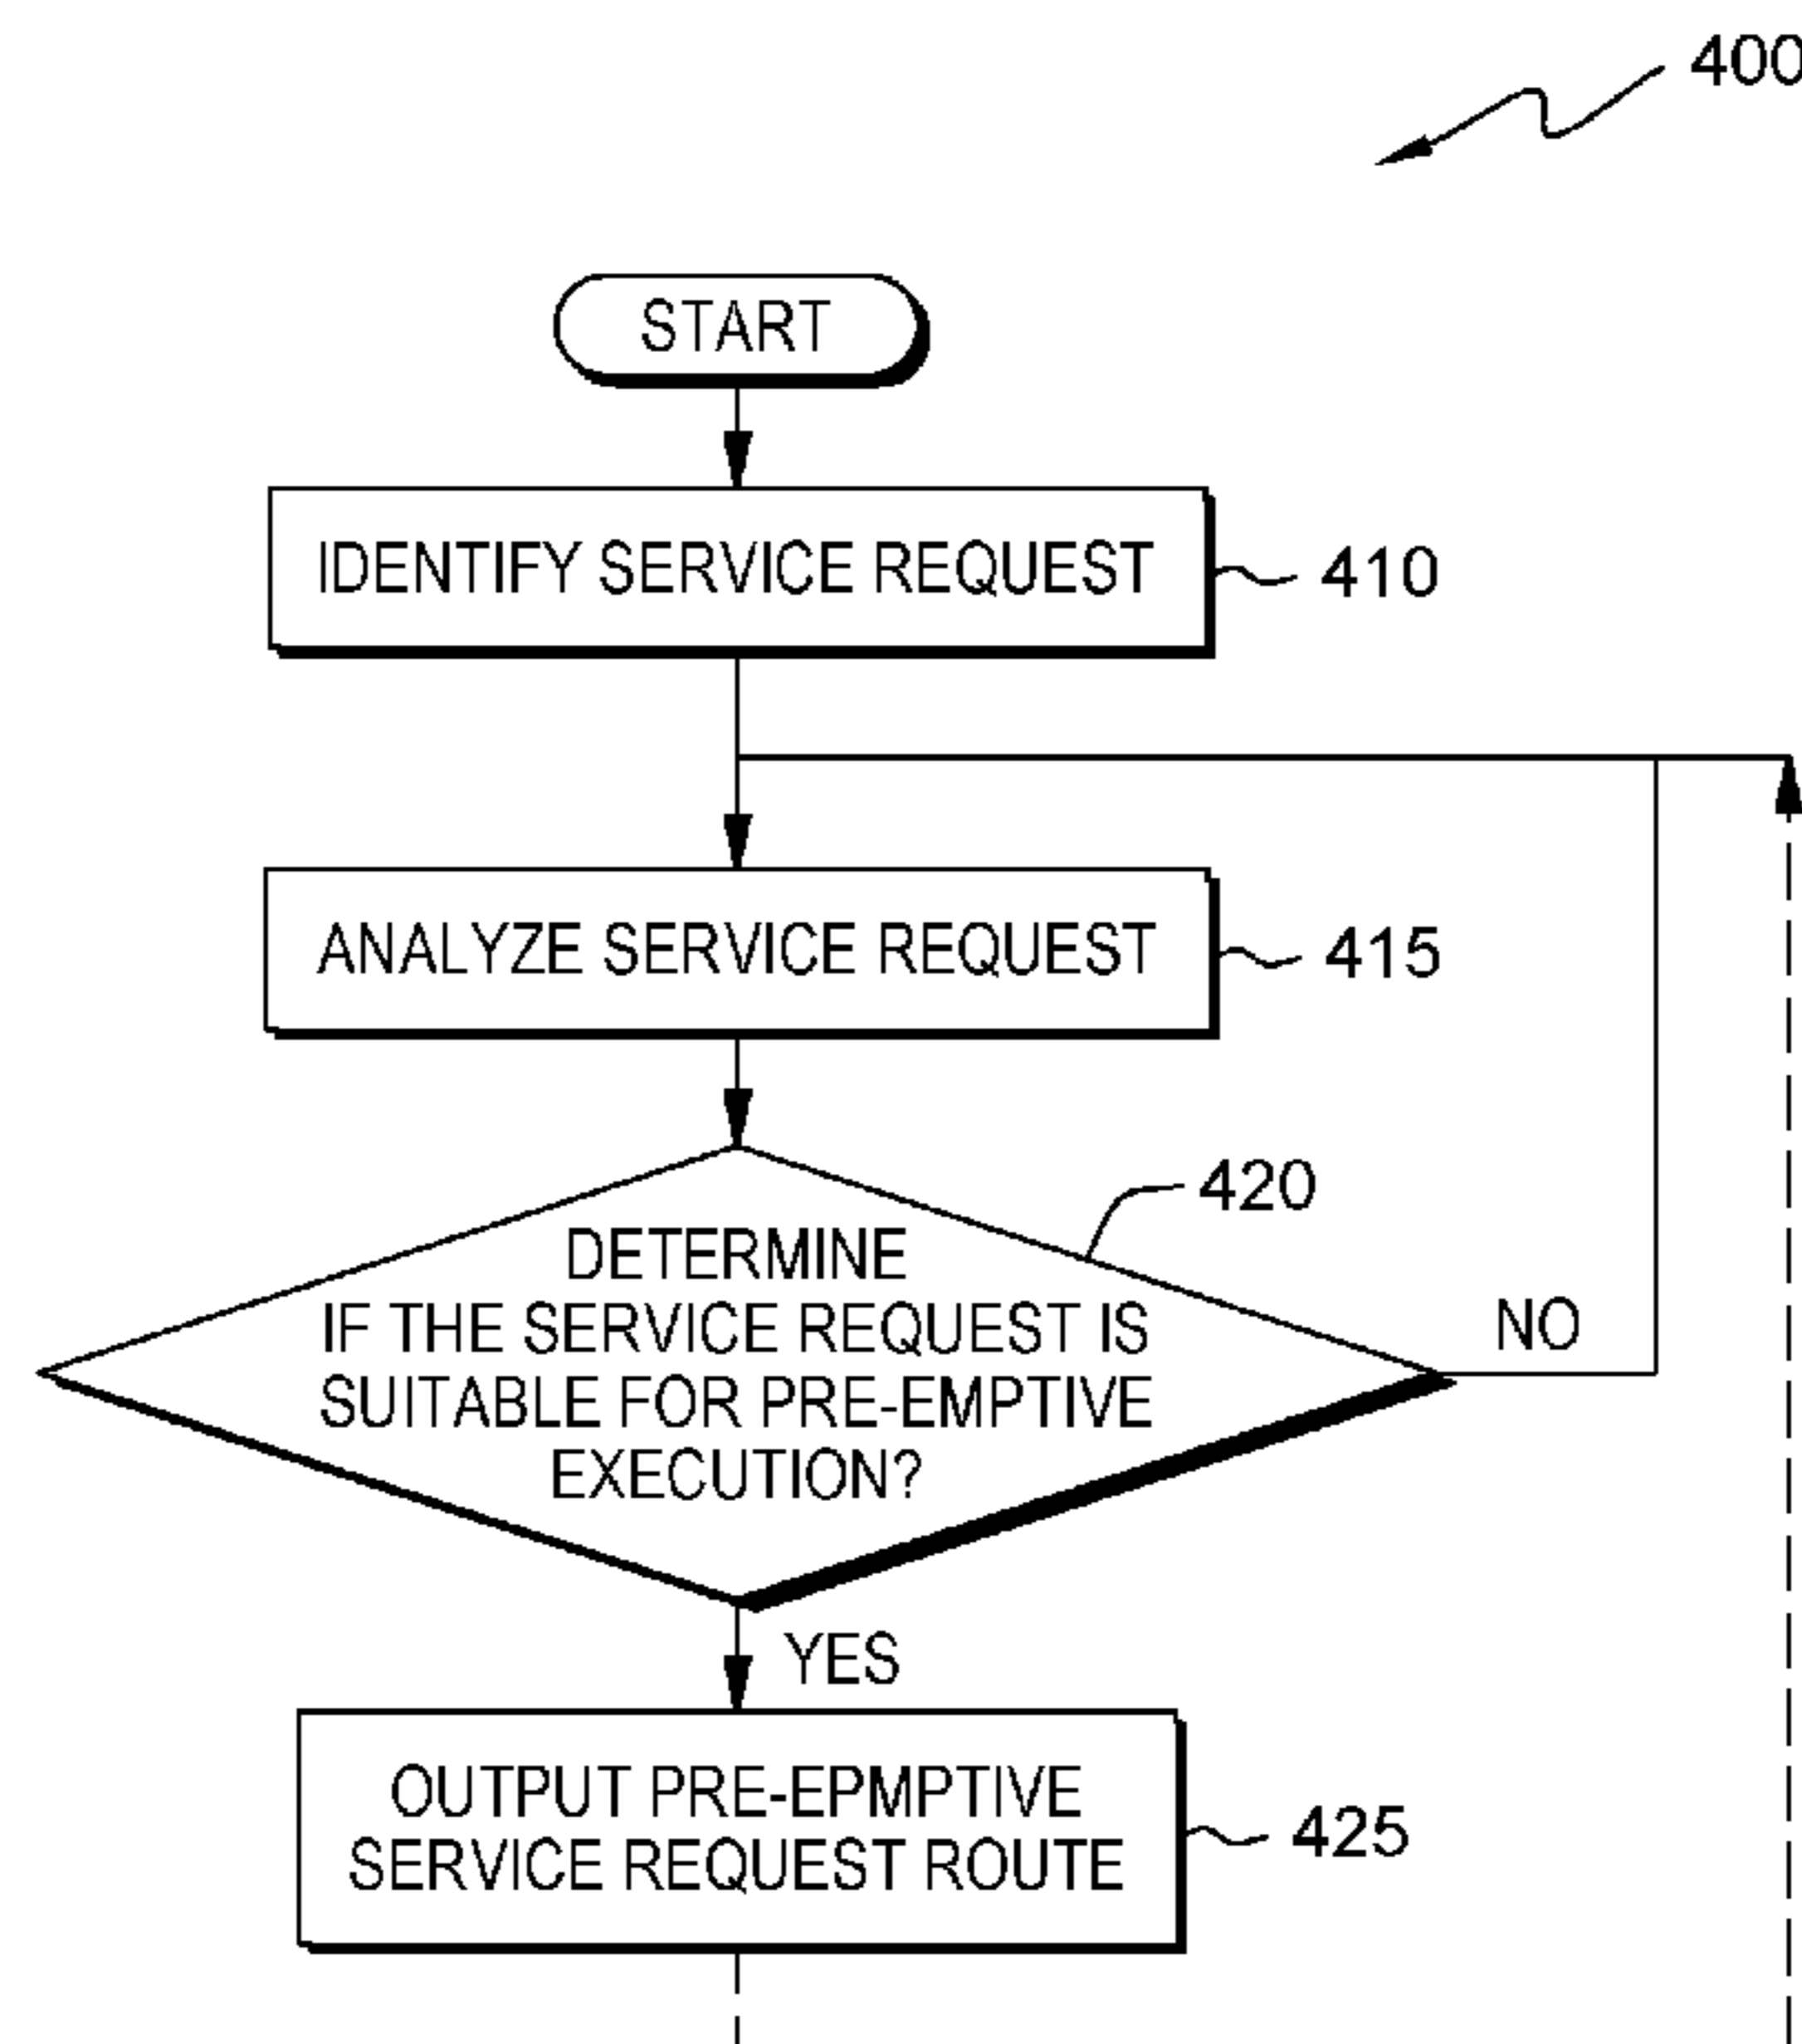 400
START
IDENTIFY SERVICE REQUEST
410
ANALYZE SERVICE REQUEST
415
420
DETERMINE
IF THE SERVICE REQUEST IS
SUITABLE FOR PRE-EMPTIVE
EXECUTION?
NO
YES
OUTPUT PRE-EPMPTIVE
SERVICE REQUEST ROUTE
425